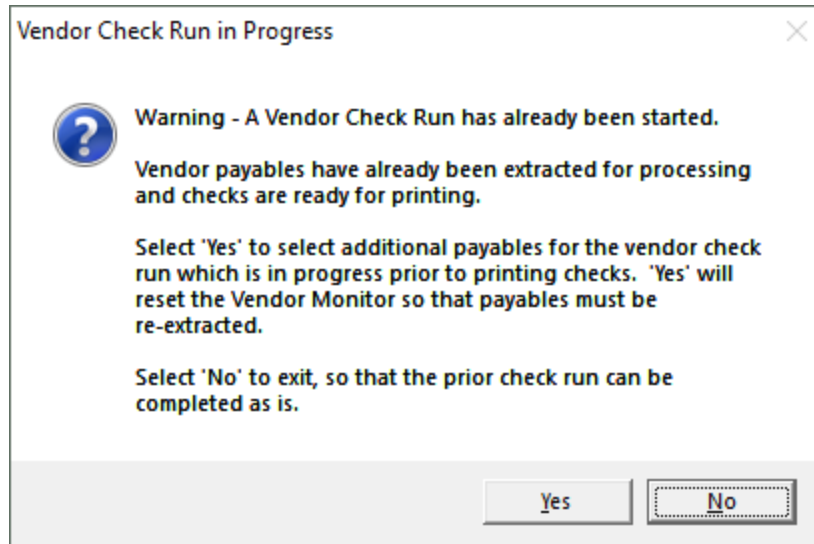 Vendor Check Run in Progress
Warning - A Vendor Check Run has already been started.
Vendor payables have already been extracted for processing
and checks are ready for printing.
Select 'Yes' to select additional payables for the vendor check
run which is in progress prior to printing checks.  'Yes' will
reset the Vendor Monitor so that payables must be
re-extracted.
Select 'No' to exit, so that the prior check run can be
completed as is.
Yes
No